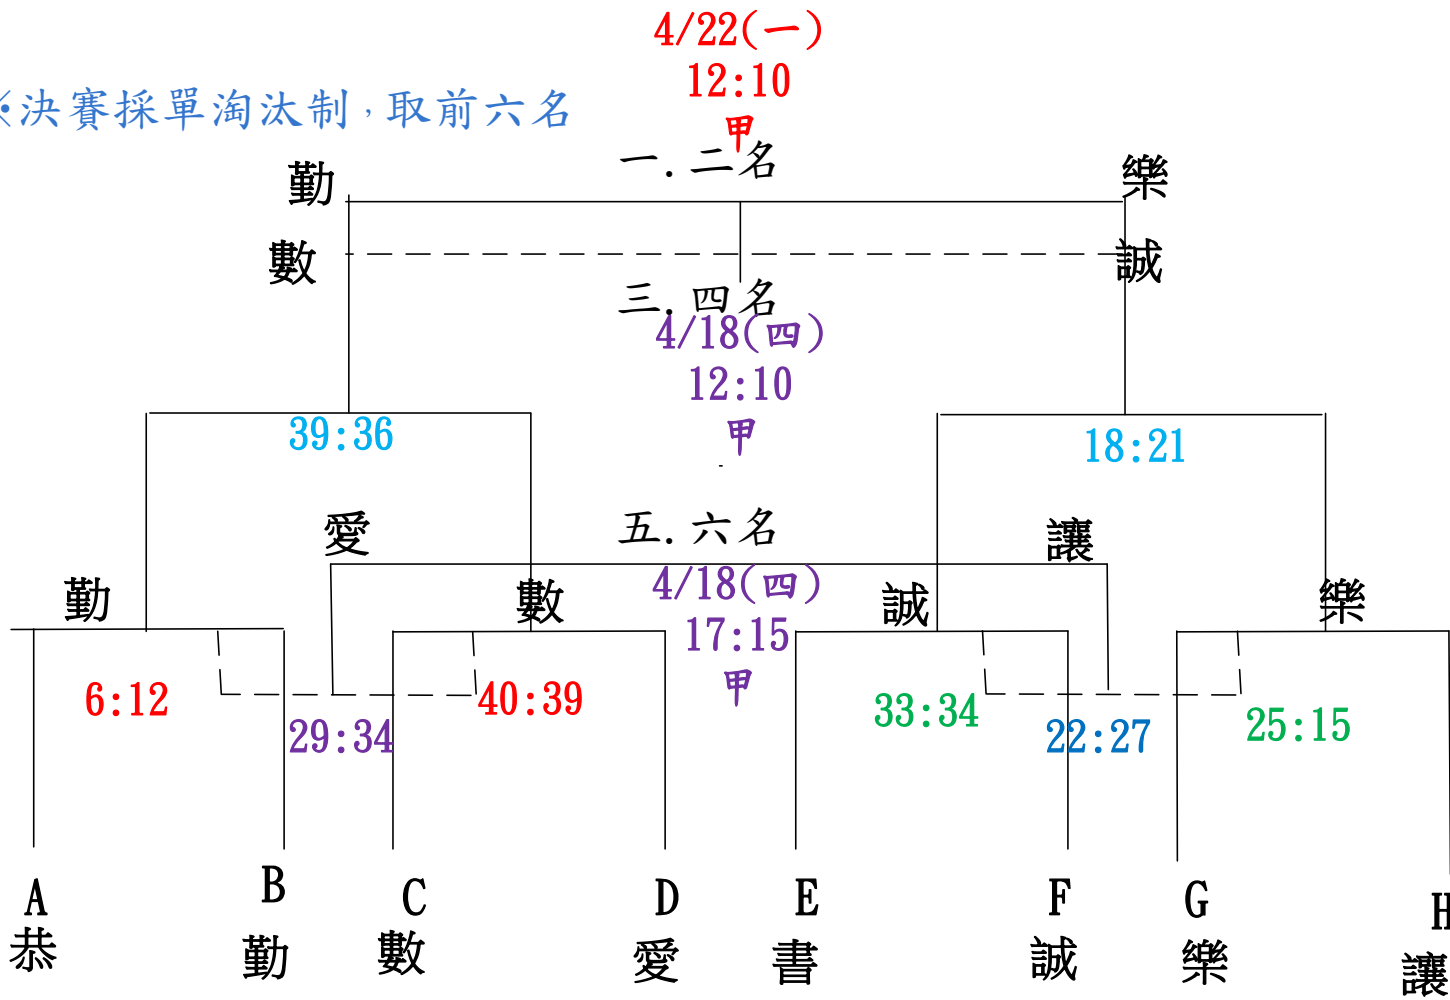 4/22(一)
12:10
甲
※決賽採單淘汰制，取前六名
一.二名
勤
樂
數
誠
三.四名
4/18(四)
12:10
甲
39:36
18:21
愛
五.六名
讓
勤
數
4/18(四)
誠
樂
17:15
甲
6:12
40:39
33:34
25:15
29:34
22:27
A
B
C
D
E
F
G
H
恭
勤
數
愛
書
誠
樂
讓